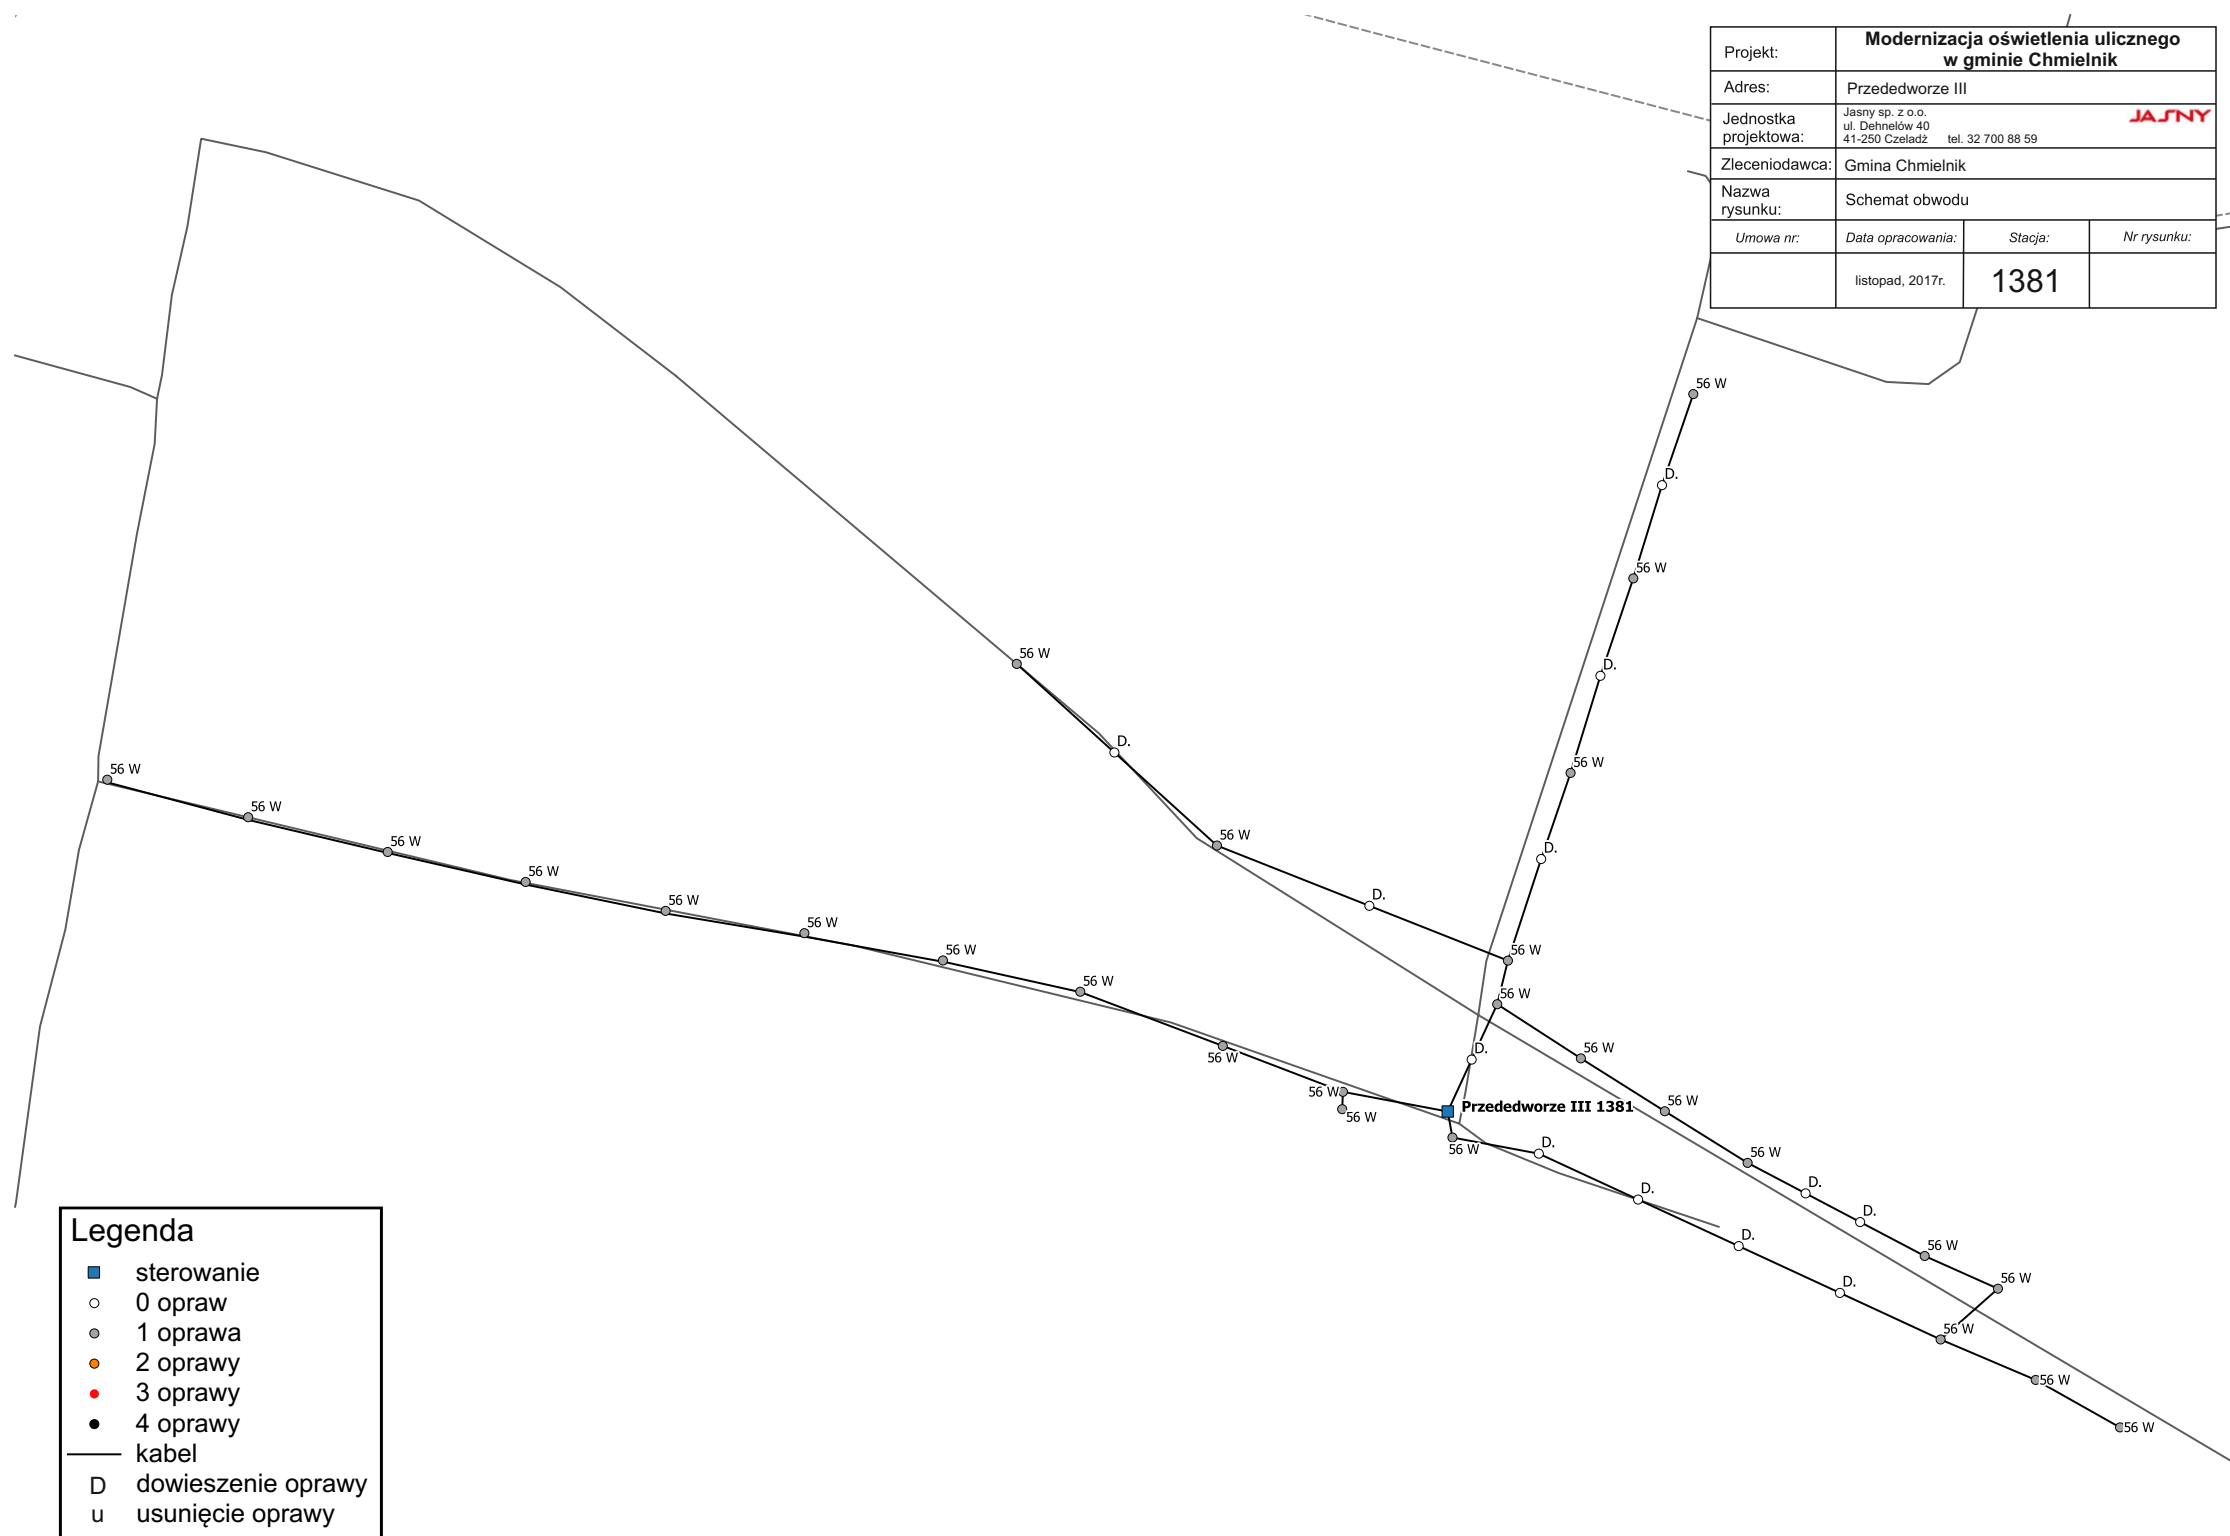 Projekt:
Modernizacja oświetlenia ulicznego
w gminie Chmielnik
Adres:
Przededworze III
Jednostka
projektowa:
Jasny sp. z o.o.
ul. Dehnelów 40
41-250 Czeladż tel. 32 700 88 59
JASNY
Zleceniodawca:
Gmina Chmielnik
Nazwa
rysunku:
Schemat obwodu
Umowa nr:
Data opracowania:
Stacja:
Nr rysunku:
listopad, 2017r.
1381
56 W
D.
56 W
D.
56 W
D.
56 W
D.
56 W
D.
56 W
56 W
D.
56 W
56 W
56 W
56 W
56 W
56 W
56 W
56 W
56 W
56 W
D.
56 W
56 W
56 W
56 W
Przededworze III 1381
56 W
56 W
D.
56 W
D.
D.
D.
D.
56 W
D.
56 W
56 W
56 W
56 W
Legenda
sterowanie
0 opraw
1 oprawa
2 oprawy
3 oprawy
4 oprawy
kabel
D dowieszenie oprawy
u usunięcie oprawy